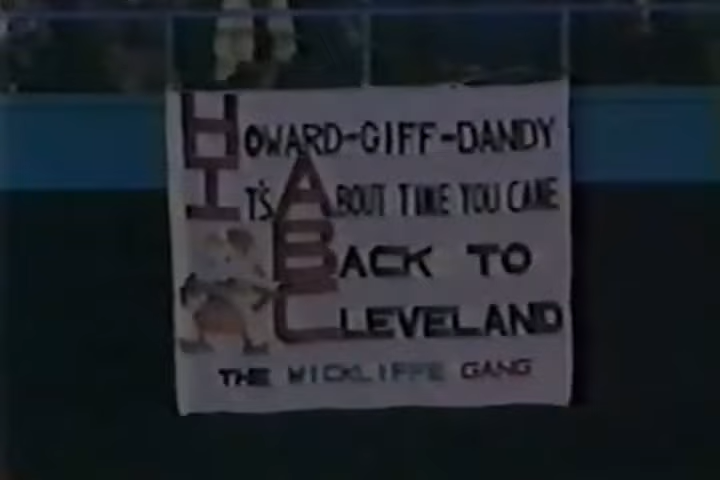 HOWARD-GIFF-DANDY
IT'S ABOUT TIME YOU CAME
BACK TO
CLEVELAND
THE WICKLIFFE GANG